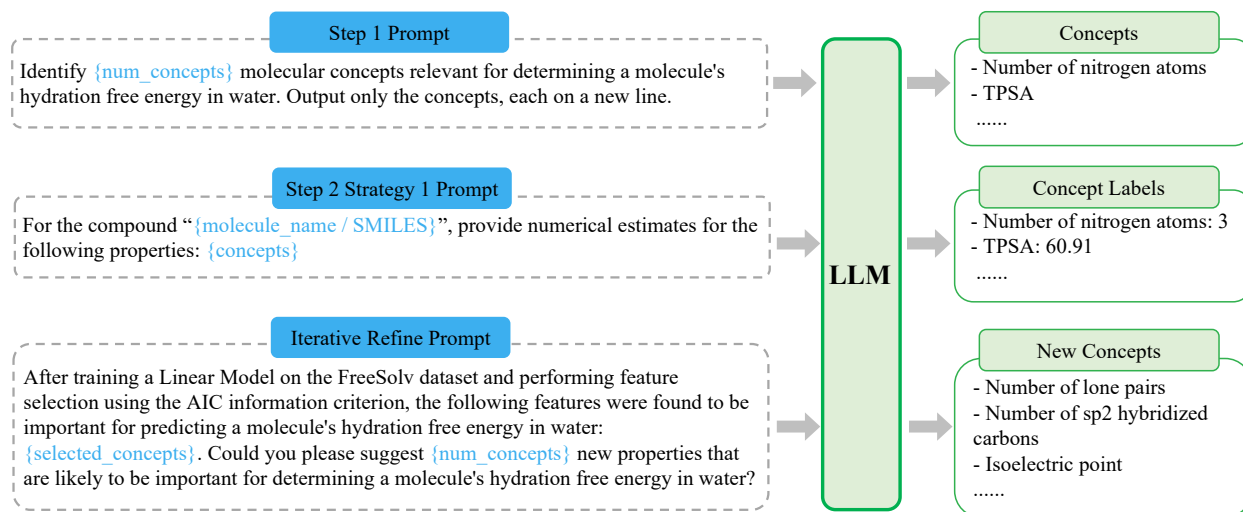 Step 1 Prompt
Identify {num_concepts} molecular concepts relevant for determining a molecule's
hydration free energy in water. Output only the concepts, each on a new line.
Step 2 Strategy 1 Prompt
For the compound “{molecule_name / SMILES}”, provide numerical estimates for
the following properties: {concepts}
Iterative Refine Prompt
After training a Linear Model on the FreeSolv dataset and performing feature
selection using the AIC information criterion, the following features were found to be
important for predicting a molecule's hydration free energy in water:
{selected_concepts}. Could you please suggest {num_concepts} new properties that
are likely to be important for determining a molecule's hydration free energy in water?
LLM
Concepts
- Number of nitrogen atoms
- TPSA
......
Concept Labels
- Number of nitrogen atoms: 3
- TPSA: 60.91
......
New Concepts
- Number of lone pairs
- Number of sp2 hybridized
carbons
- Isoelectric point
......